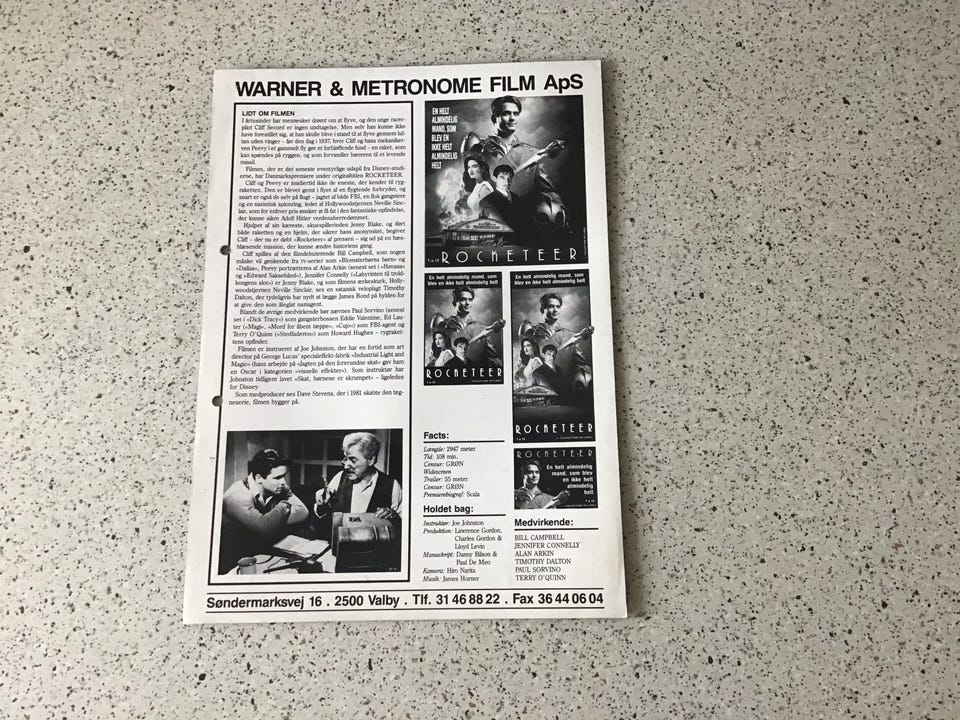 WARNER & METRONOME FILM ApS
LIDT OM FILMEN
I årtusinder har mennesker drømt om at flyve, og den unge racer-
pilot Cliff Secord er ingen undtagelse. Men selv han kunne ikke
have forestillet sig, at han skulle blive i stand til at flyve gennem luf-
ten uden vinger – før den dag i 1937, hvor Cliff og hans mekaniker-
ven Peevy i et gammelt fly gør et forbløffende fund – en raket, som
kan spændes på ryggen, og som forvandler bæreren til et levende
missil.
Filmen, der er det seneste eventyrlige udspil fra Disney-studi-
erne, har Danmarkspremiere under originaltitlen ROCKETEER.
Cliff og Peevy er imidlertid ikke de eneste, der kender til ryg-
raketten. Den er blevet gemt i flyet af en flygtende forbryder, og
snart er også de selv på flugt – jagtet af både FBI, en flok gangstere
og en nazistisk spionring, ledet af Hollywoodstjernen Neville Sinc-
lair, som for enhver pris ønsker at få fat i den fantastiske opfindelse,
der kunne sikre Adolf Hitler verdensherredømmet.
Hjulpet af sin kæreste, skuespillerinden Jenny Blake, og iført
både raketten og en hjelm, der sikrer hans anonymitet, begiver
Cliff – der nu er døbt »Rocketeer« af pressen – sig ud på en hæs-
blæsende mission, der kunne ændre historiens gang.
Cliff spilles af den filmdebuterende Bill Campbell, som nogen
måske vil genkende fra tv-serier som »Blomsterbørns børn« og
»Dallas«, Peevy portrætteres af Alan Arkin (senest set i »Havana«
og »Edward Saksehånd«), Jennifer Connelly (»Labyrinten til trold-
kongens slot«) er Jenny Blake, og som filmens ærkeskurk, Holly-
woodstjernen Neville Sinclair, ses en satanisk veloplagt Timothy
Dalton, der tydeligvis har nydt at lægge James Bond på hylden for
at give den som åleglat naziagent.
Blandt de øvrige medvirkende bør nævnes Paul Sorvino (senest
set i »Dick Tracy«) som gangsterbossen Eddie Valentine, Ed Lau-
ter (»Magi«, »Mord for åbent tæppe«, »Cujo«) som FBI-agent og
Terry O'Quinn (»Stedfaderen«) som Howard Hughes – rygraket-
tens opfinder.
Filmen er instrueret af Joe Johnston, der har en fortid som art
director på George Lucas' specialeffekt-fabrik »Industrial Light and
Magic« (hans arbejde på »Jagten på den forsvundne skat« gav ham
en Oscar i kategorien »visuelle effekter«). Som instruktør har
Johnston tidligere lavet »Skat, børnene er skrumpet« – ligeledes
for Disney.
Som medproducer ses Dave Stevens, der i 1981 skabte den teg-
neserie, filmen bygger på.
EN HELT
ALMINDELIG
MAND, SOM
BLEV EN
IKKE HELT
ALMINDELIG
HELT
ROCKETEER
1 x 12
En helt almindelig mand, som
blev en ikke helt almindelig helt
ROCKETEER
En helt almindelig mand, som
blev en ikke helt almindelig helt
ROCKETEER
ROCKETEER
En helt almindelig
mand, som blev
en ikke helt
almindelig
helt
Facts:
Længde: 2947 meter
Tid: 108 min.
Censur: GRØN
Widescreen
Trailer: 55 meter
Censur: GRØN
Premierebiograf: Scala
Holdet bag:
Instruktør: Joe Johnston
Produktion: Lawrence Gordon,
Charles Gordon &
Lloyd Levin
Manuskript: Danny Bilson &
Paul De Meo
Kamera: Hiro Narita
Musik: James Horner
Medvirkende:
BILL CAMPBELL
JENNIFER CONNELLY
ALAN ARKIN
TIMOTHY DALTON
PAUL SORVINO
TERRY O'QUINN
Søndermarksvej 16 . 2500 Valby . Tlf. 31 46 88 22 . Fax 36 44 06 04